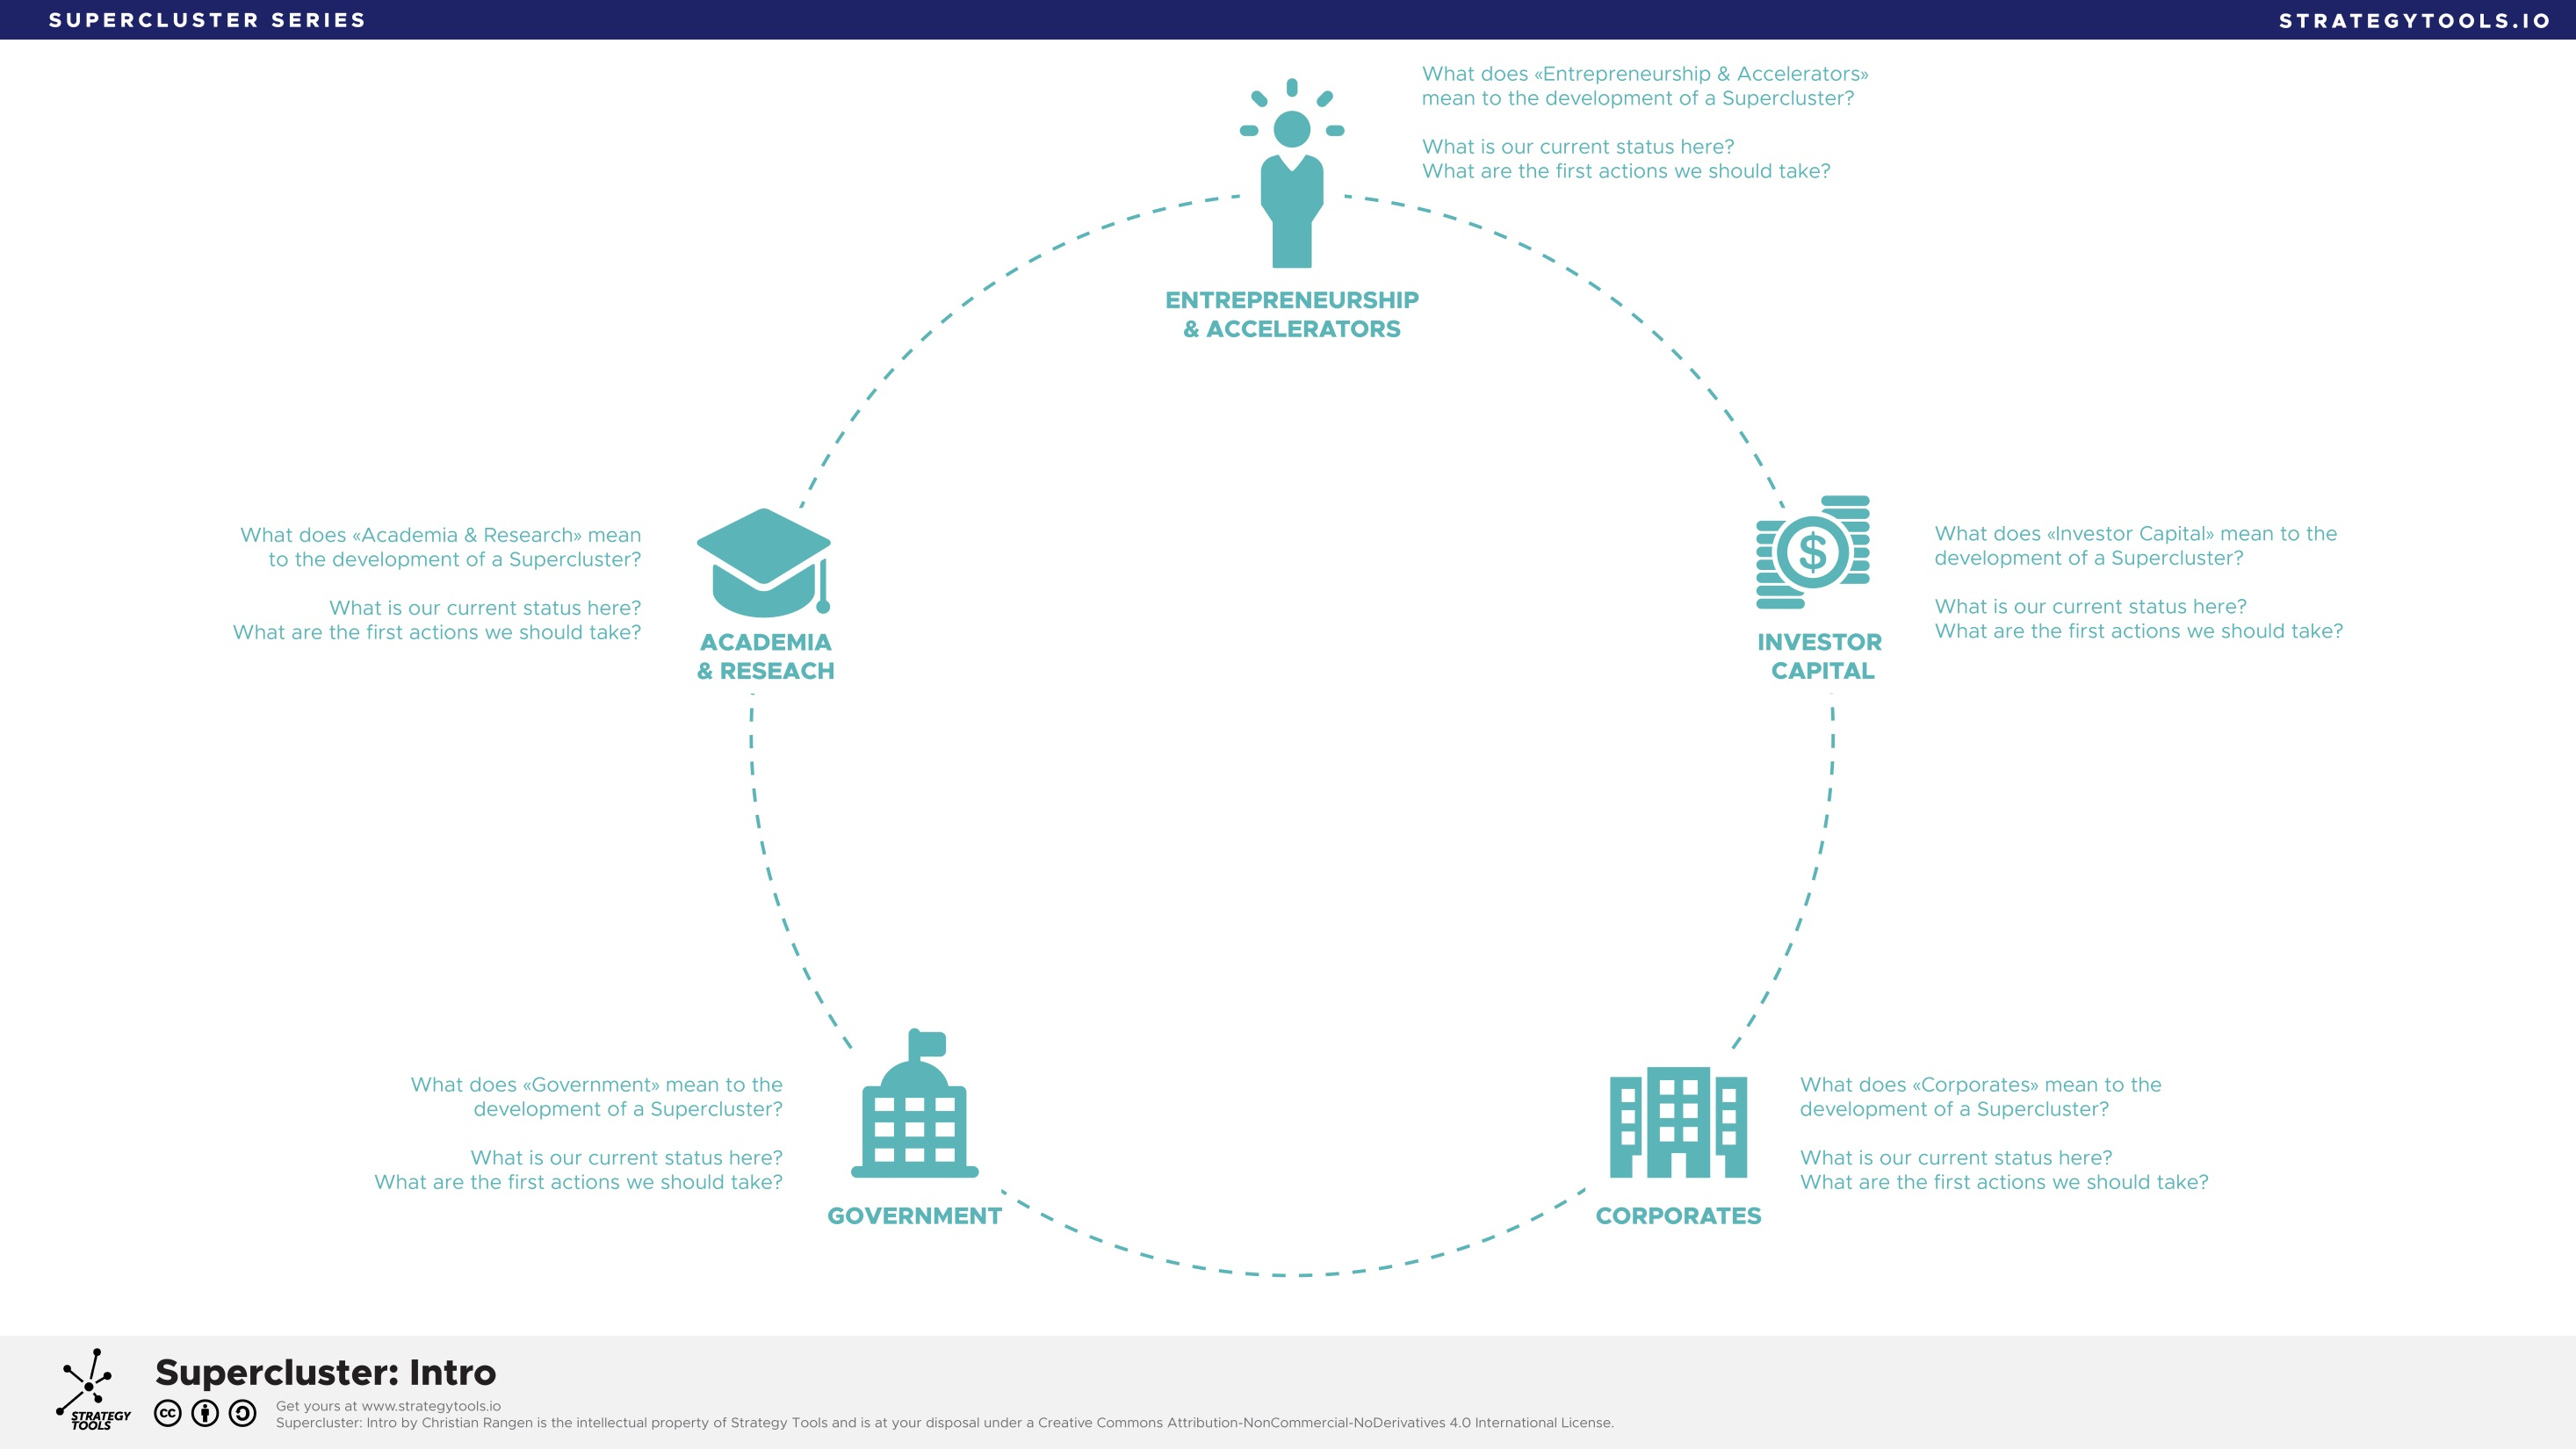 SUPERCLUSTER SERIES
STRATEGYTOOLS.IO
What does «Entrepreneurship & Accelerators»
mean to the development of a Supercluster?
What is our current status here?
What are the first actions we should take?
ENTREPRENEURSHIP
& ACCELERATORS
What does «Academia & Research» mean
to the development of a Supercluster?
What is our current status here?
What are the first actions we should take?
ACADEMIA
& RESEACH
$
INVESTOR
CAPITAL
What does «Investor Capital» mean to the
development of a Supercluster?
What is our current status here?
What are the first actions we should take?
What does «Government» mean to the
development of a Supercluster?
What is our current status here?
What are the first actions we should take?
GOVERNMENT
CORPORATES
What does «Corporates» mean to the
development of a Supercluster?
What is our current status here?
What are the first actions we should take?
STRATEGY
TOOLS
Supercluster: Intro
cc
Get yours at www.strategytools.io
Supercluster: Intro by Christian Rangen is the intellectual property of Strategy Tools and is at your disposal under a Creative Commons Attribution-NonCommercial-NoDerivatives 4.0 International License.